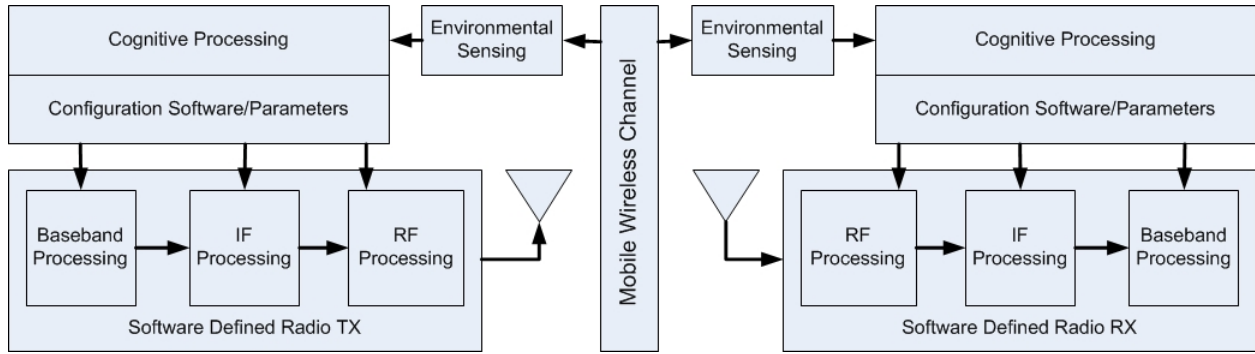 Cognitive Processing
Configuration Software/Parameters
Environmental
Sensing
Baseband
Processing
IF
Processing
RF
Processing
Software Defined Radio TX
Mobile Wireless Channel
Environmental
Sensing
Cognitive Processing
Configuration Software/Parameters
RF
Processing
IF
Processing
Baseband
Processing
Software Defined Radio RX